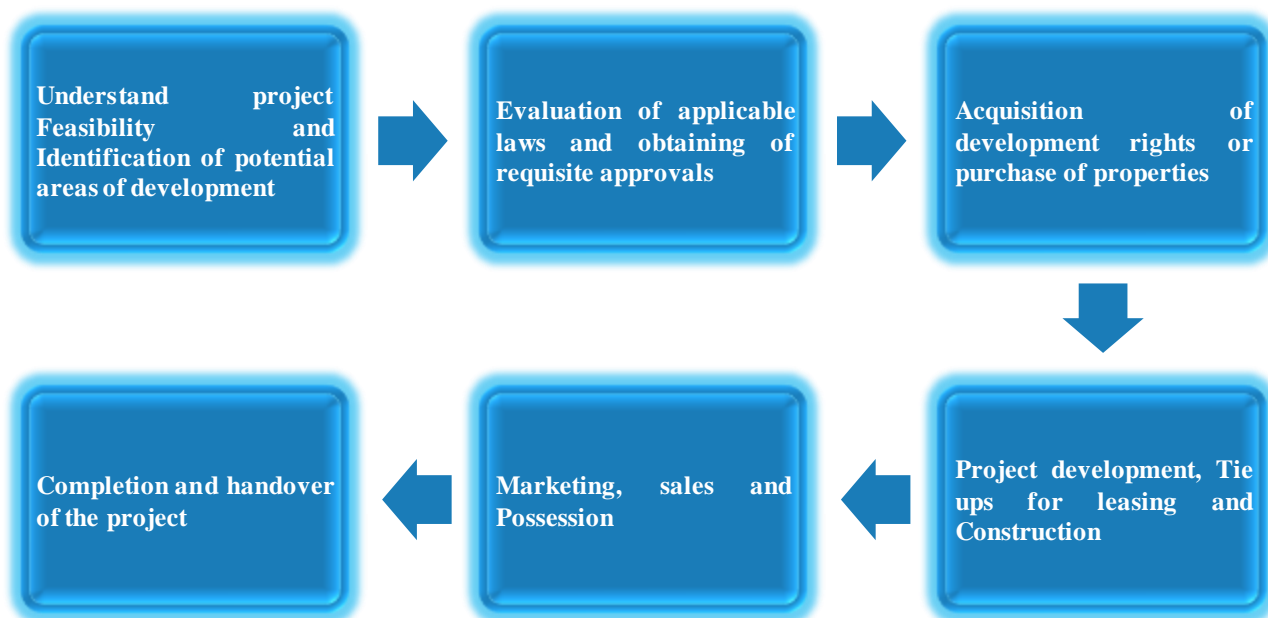 Understand project
Feasibility and
Identification of potential
areas of development
Evaluation of applicable
laws and obtaining of
requisite approvals
Acquisition of
development rights or
purchase of properties
Project development, Tie
ups for leasing and
Construction
Marketing, sales and
Possession
Completion and handover
of the project